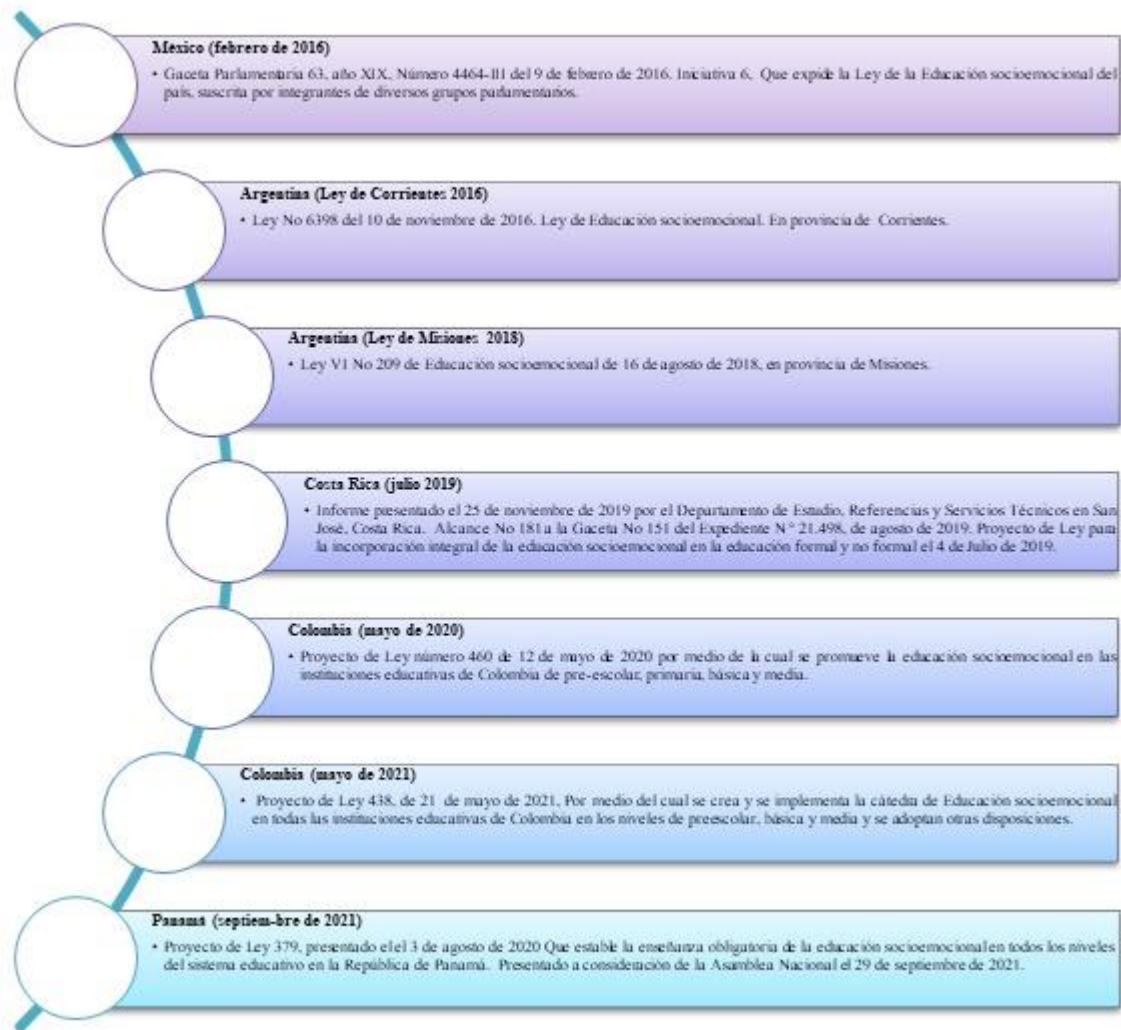 México (febrero de 2016)
• Gaceta Parlamentaria 63, año XIX, Número 4464-III del 9 de febrero de 2016. Iniciativa 6, Que expide la Ley de la Educación socioemocional del
país, suscrita por integrantes de diversos grupos parlamentarios.
Argentina (Ley de Corrientes 2016)
• Ley No 6398 del 10 de noviembre de 2016. Ley de Educación socioemocional. En provincia de Corrientes.
Argentina (Ley de Misiones 2018)
• Ley VI No 209 de Educación socioemocional de 16 de agosto de 2018, en provincia de Misiones.
Costa Rica (julio 2019)
• Informe presentado el 25 de noviembre de 2019 por el Departamento de Estudio, Referencias y Servicios Técnicos en San
José, Costa Rica. Alcance No 181 a la Gaceta No 151 del Expediente N° 21.498, de agosto de 2019. Proyecto de Ley para
la incorporación integral de la educación socioemocional en la educación formal y no formal el 4 de Julio de 2019.
Colombia (mayo de 2020)
• Proyecto de Ley número 460 de 12 de mayo de 2020 por medio de la cual se promueve la educación socioemocional en las
instituciones educativas de Colombia de pre-escolar, primaria, básica y media.
Colombia (mayo de 2021)
• Proyecto de Ley 438, de 21 de mayo de 2021, Por medio del cual se crea y se implementa la cátedra de Educación socioemocional
en todas las instituciones educativas de Colombia en los niveles de preescolar, básica y media y se adoptan otras disposiciones.
Panamá (septiem-bre de 2021)
• Proyecto de Ley 379, presentado elel 3 de agosto de 2020 Que estable la enseñanza obligatoria de la educación socioemocional en todos los niveles
del sistema educativo en la República de Panamá. Presentado a consideración de la Asamblea Nacional el 29 de septiembre de 2021.